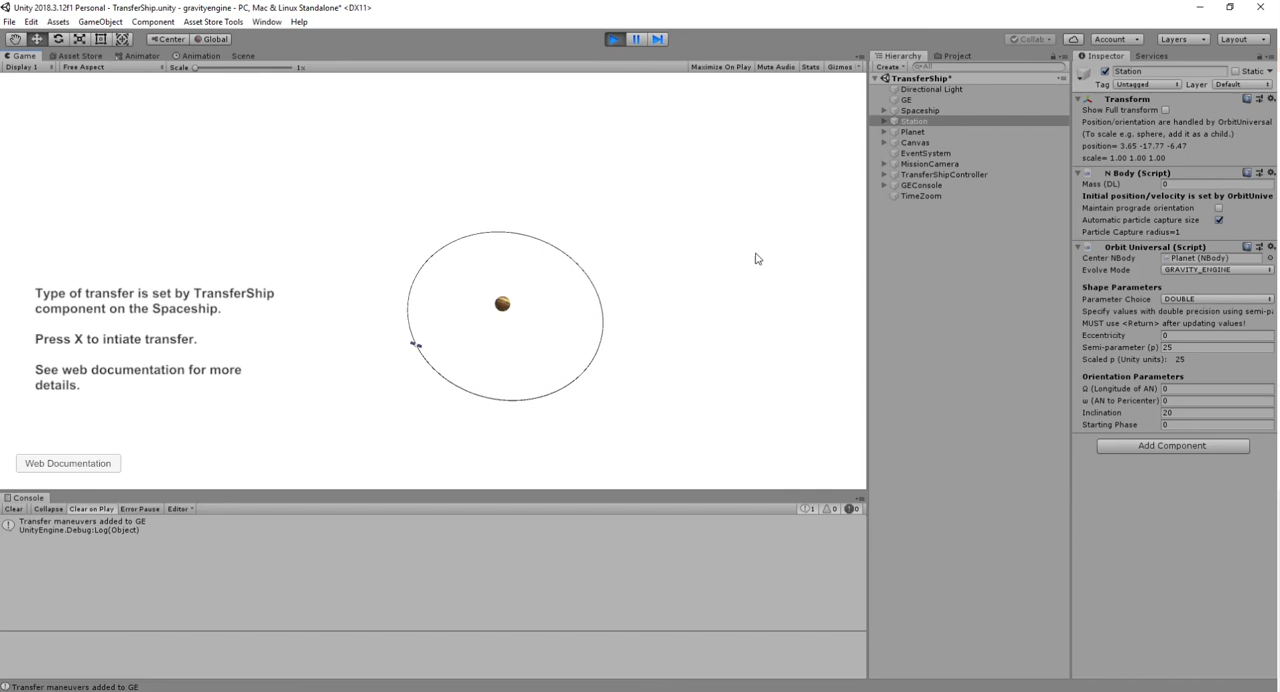 Unity 2018.3.12f1 Personal - TransferShip.unity - gravityengine - PC, Mac & Linux Standalone* <DX11>
File Edit Assets GameObject Component Asset Store Tools Window Help
Center Global
Collab Account Layers Layout
Game Asset Store Animator Animation Scene
Display 1 Free Aspect Scale 1x Maximize On Play Mute Audio Stats Gizmos
Type of transfer is set by TransferShip
component on the Spaceship.
Press X to intiate transfer.
See web documentation for more
details.
Web Documentation
Console
Clear Collapse Clear on Play Error Pause Editor 1 0 0
Transfer maneuvers added to GE
UnityEngine.Debug:Log(Object)
Transfer maneuvers added to GE
Hierarchy Project
Create All
TransferShip*
Directional Light
GE
Spaceship
Station
Planet
Canvas
EventSystem
MissionCamera
TransferShipController
GEConsole
TimeZoom
Inspector Services
Station Static
Tag Untagged Layer Default
Transform
Show Full transform
Position/orientation are handled by OrbitUniversal
(To scale e.g. sphere, add it as a child.)
position= 3.65 -17.77 -6.47
scale= 1.00 1.00 1.00
N Body (Script)
Mass (DL) 0
Initial position/velocity is set by OrbitUnive
Maintain prograde orientation
Automatic particle capture size
Particle Capture radius=1
Orbit Universal (Script)
Center NBody Planet (NBody)
Evolve Mode GRAVITY_ENGINE
Shape Parameters
Parameter Choice DOUBLE
Specify values with double precision using semi-pa
MUST use <Return> after updating values!
Eccentricity 0
Semi-parameter (p) 25
Scaled p (Unity units): 25
Orientation Parameters
Ω (Longitude of AN) 0
ω (AN to Pericenter) 0
Inclination 20
Starting Phase 0
Add Component